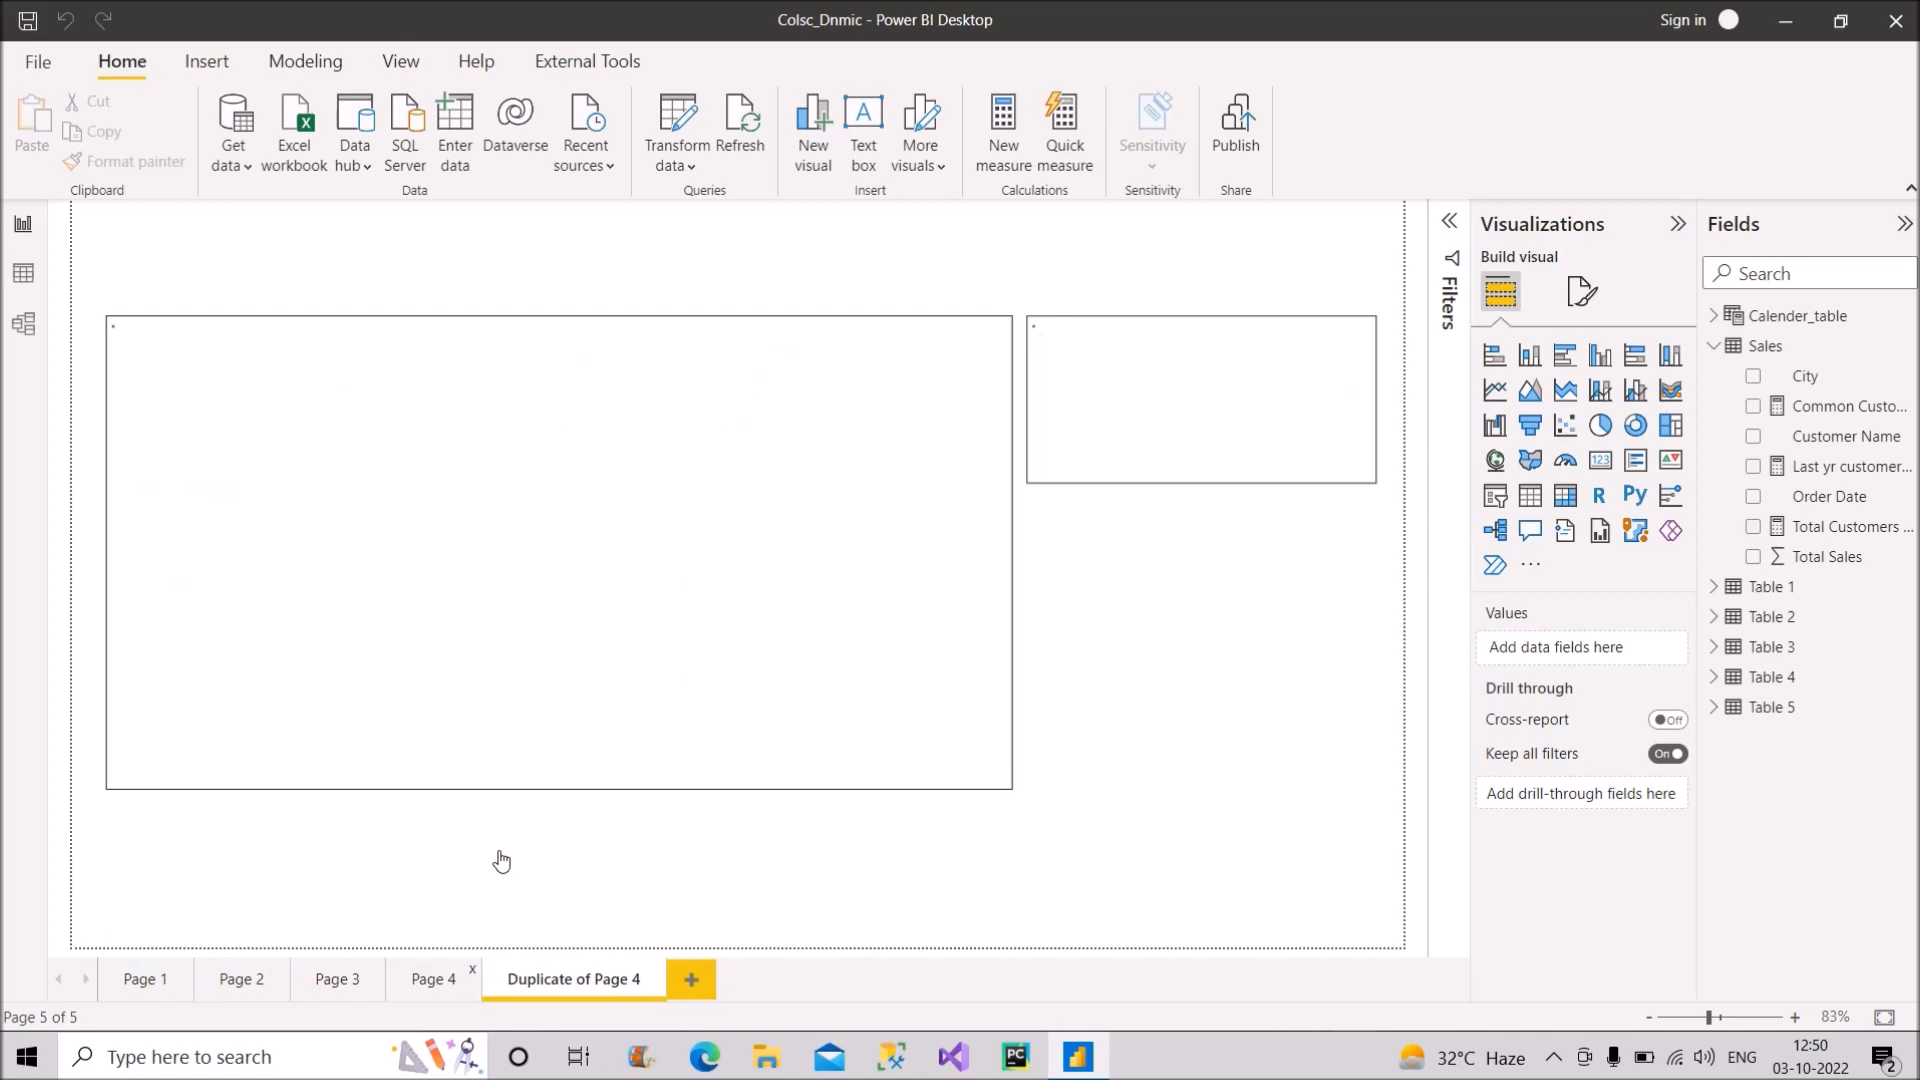 Colsc_Dnmic - Power BI Desktop
Sign in
File
Home
Insert
Modeling
View
Help
External Tools
Paste
Cut
Copy
Format painter
Clipboard
Get data
Excel workbook
Data hub
SQL Server
Enter data
Dataverse
Recent sources
Data
Transform data
Refresh
Queries
New visual
Text box
More visuals
Insert
New measure
Quick measure
Calculations
Sensitivity
Sensitivity
Publish
Share
Filters
Visualizations
Build visual
Values
Add data fields here
Drill through
Cross-report
Off
Keep all filters
On
Add drill-through fields here
Fields
Search
Calender_table
Sales
City
Common Custo...
Customer Name
Last yr customer...
Order Date
Total Customers ...
Total Sales
Table 1
Table 2
Table 3
Table 4
Table 5
Page 1
Page 2
Page 3
Page 4
Duplicate of Page 4
Page 5 of 5
83%
Type here to search
32°C Haze
ENG
12:50
03-10-2022
2